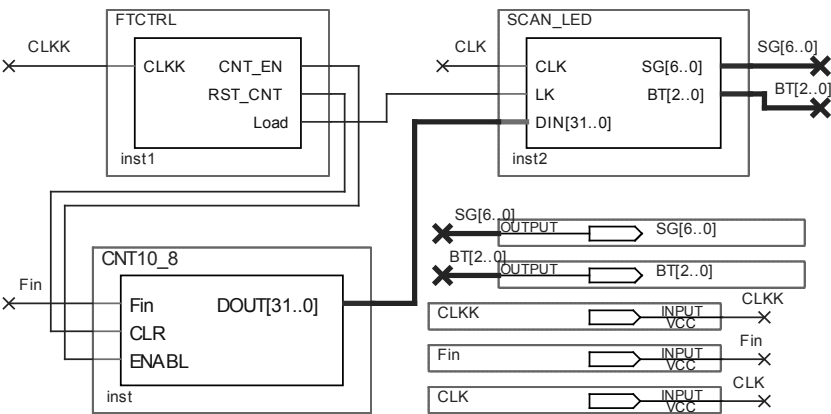 FTCTRL
CLKK
CLKK CNT_EN
RST_CNT
Load
inst1
SCAN_LED
CLK
CLK SG[6..0]
LK BT[2..0]
DIN[31..0]
inst2
SG[6..0]
BT[2..0]
CNT10_8
Fin
Fin DOUT[31..0]
CLR
ENABL
inst
SG[6..0]
OUTPUT SG[6..0]
BT[2..0]
OUTPUT BT[2..0]
CLKK INPUT CLKK
VCC
Fin INPUT Fin
VCC
CLK INPUT CLK
VCC